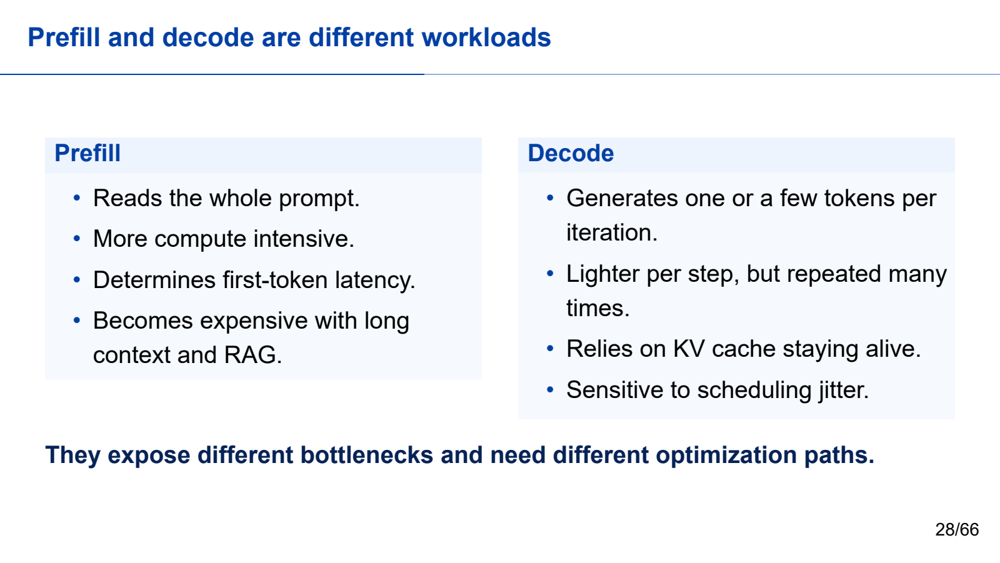 Prefill and decode are different workloads
Prefill
• Reads the whole prompt.
• More compute intensive.
• Determines first-token latency.
• Becomes expensive with long
context and RAG.
Decode
• Generates one or a few tokens per
iteration.
• Lighter per step, but repeated many
times.
• Relies on KV cache staying alive.
• Sensitive to scheduling jitter.
They expose different bottlenecks and need different optimization paths.
28/66